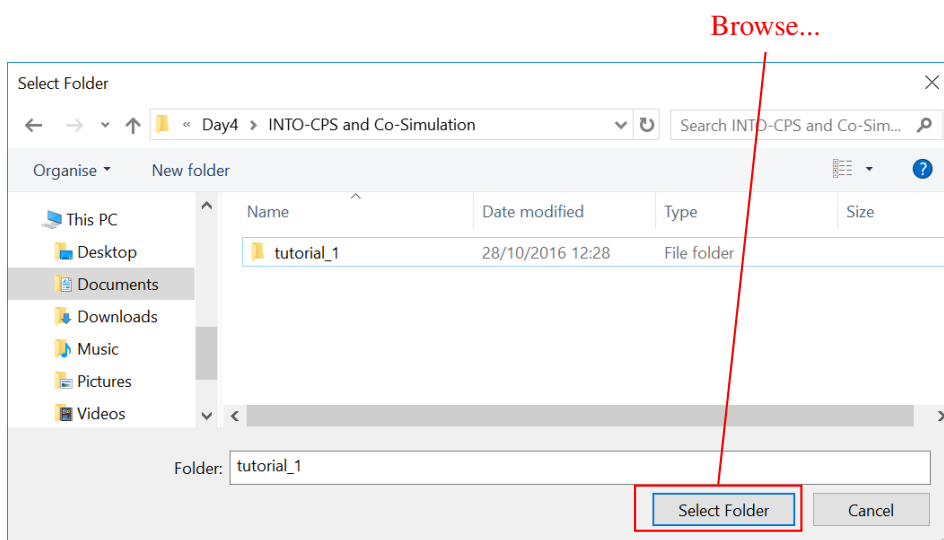 Browse...
Select Folder
« Day4 > INTO-CPS and Co-Simulation
Search INTO-CPS and Co-Sim...
Organise
New folder
Name Date modified Type Size
This PC
Desktop
Documents
Downloads
Music
Pictures
Videos
tutorial_1 28/10/2016 12:28 File folder
Folder: tutorial_1
Select Folder
Cancel